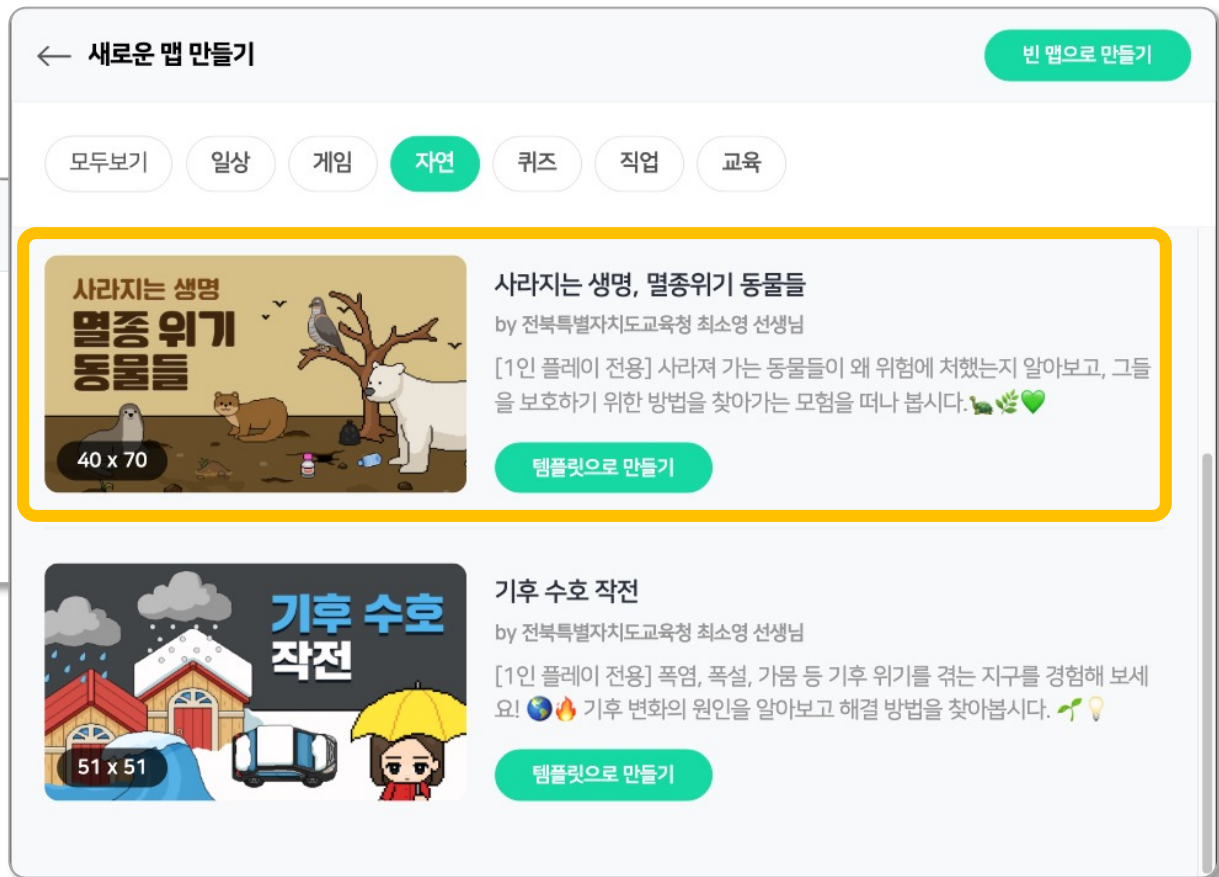 ← 새로운 맵 만들기
빈 맵으로 만들기
모두보기 일상 게임 자연 퀴즈 직업 교육
사라지는 생명
멸종 위기
동물들
40 x 70
사라지는 생명, 멸종위기 동물들
by 전북특별자치도교육청 최소영 선생님
[1인 플레이 전용] 사라져 가는 동물들이 왜 위험에 처했는지 알아보고, 그들
을 보호하기 위한 방법을 찾아가는 모험을 떠나 봅시다.🦕🌿💚
템플릿으로 만들기
기후 수호
작전
51 x 51
기후 수호 작전
by 전북특별자치도교육청 최소영 선생님
[1인 플레이 전용] 폭염, 폭설, 가뭄 등 기후 위기를 겪는 지구를 경험해 보세
요! 🌎🔥 기후 변화의 원인을 알아보고 해결 방법을 찾아봅시다. 🌱💡
템플릿으로 만들기